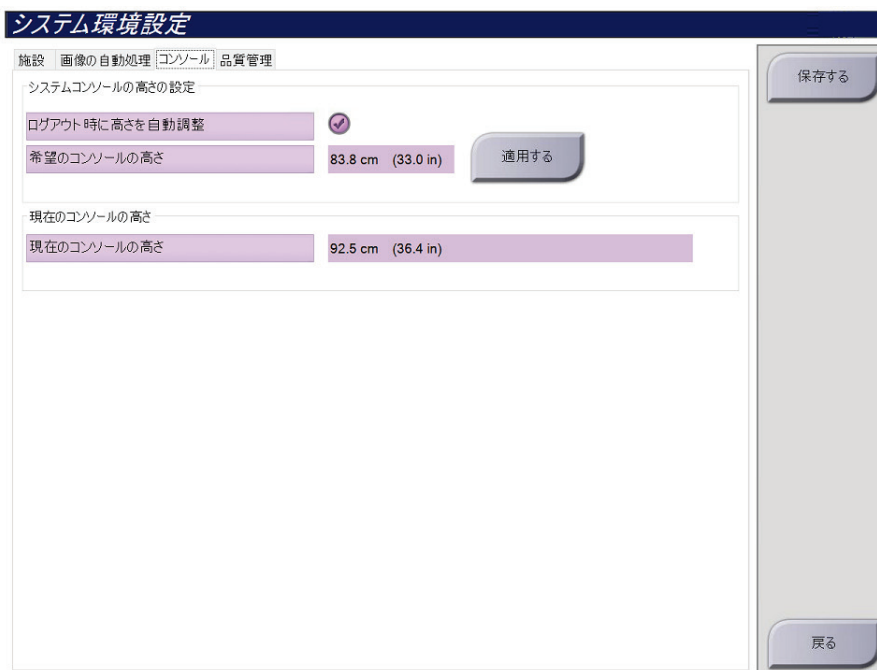 システム環境設定
施設 画像の自動処理 コンソール 品質管理
保存する
システムコンソールの高さの設定
ログアウト時に高さを自動調整
希望のコンソールの高さ 83.8 cm (33.0 in) 適用する
現在のコンソールの高さ
現在のコンソールの高さ 92.5 cm (36.4 in)
戻る